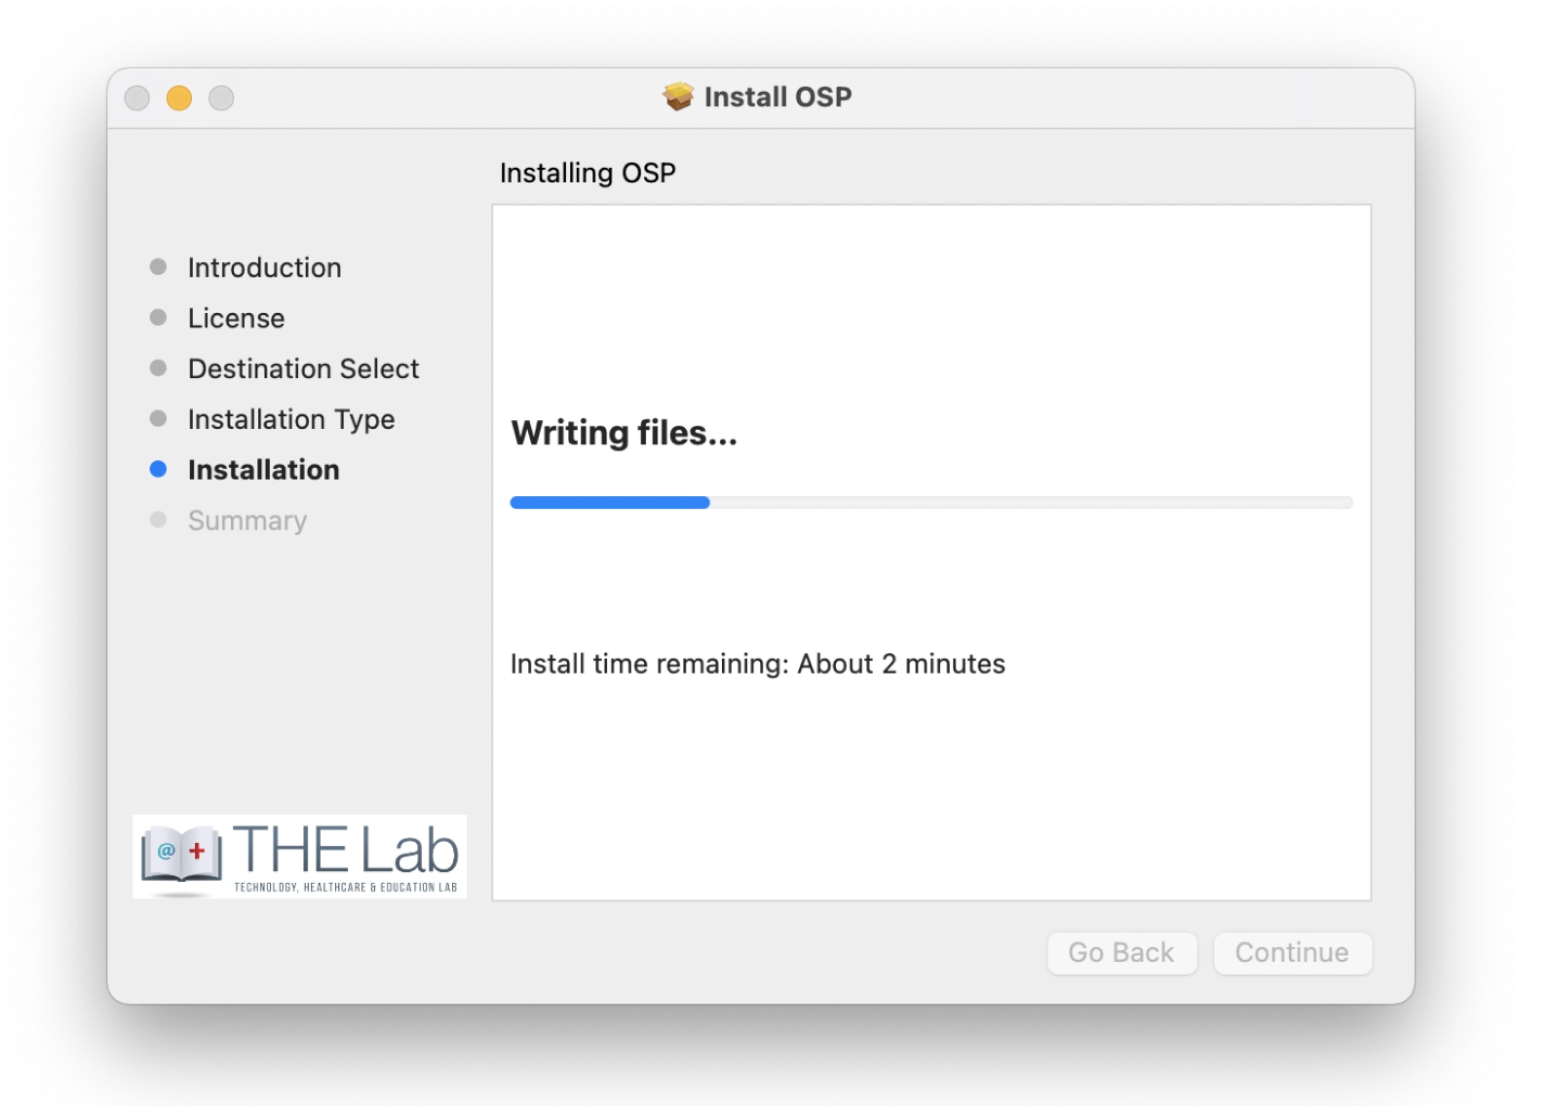 Install OSP
Installing OSP
Introduction
License
Destination Select
Installation Type
Installation
Summary
Writing files...
Install time remaining: About 2 minutes
@ +
THE Lab
TECHNOLOGY, HEALTHCARE & EDUCATION LAB
Go Back
Continue